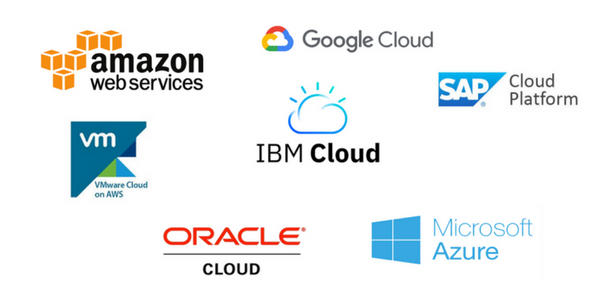 amazon
web services
Google Cloud
SAP
Cloud
Platform
vm
VMware Cloud
on AWS
IBM Cloud
ORACLE®
CLOUD
Microsoft
Azure